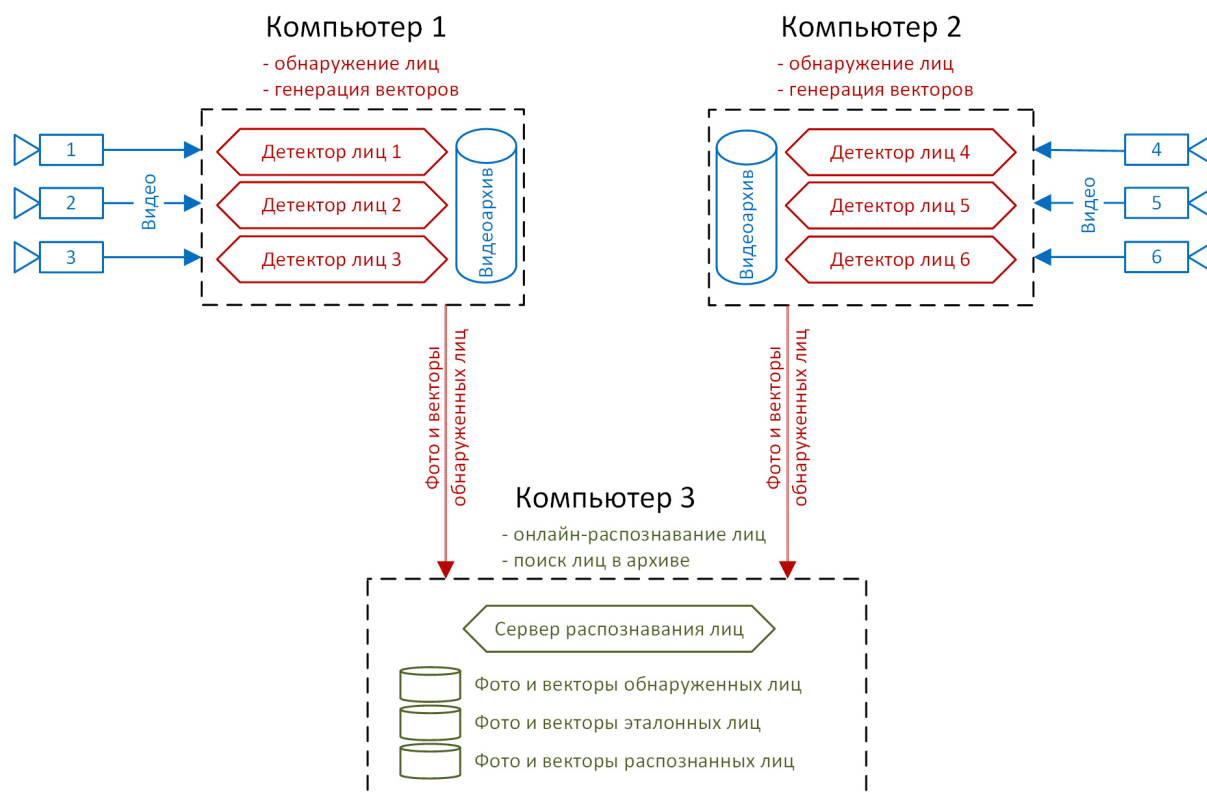 Компьютер 1
- обнаружение лиц
- генерация векторов
1
2
3
Видео
Детектор лиц 1
Детектор лиц 2
Детектор лиц 3
Видеоархив
Компьютер 2
- обнаружение лиц
- генерация векторов
Видеоархив
Детектор лиц 4
Детектор лиц 5
Детектор лиц 6
Видео
4
5
6
Фото и векторы
обнаруженных лиц
Фото и векторы
обнаруженных лиц
Компьютер 3
- онлайн-распознавание лиц
- поиск лиц в архиве
Сервер распознавания лиц
Фото и векторы обнаруженных лиц
Фото и векторы эталонных лиц
Фото и векторы распознанных лиц